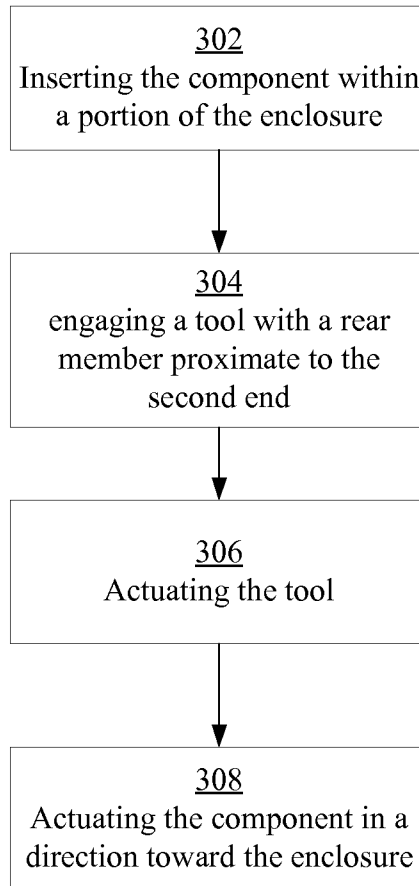 302
Inserting the component within
a portion of the enclosure
304
engaging a tool with a rear
member proximate to the
second end
306
Actuating the tool
308
Actuating the component in a
direction toward the enclosure